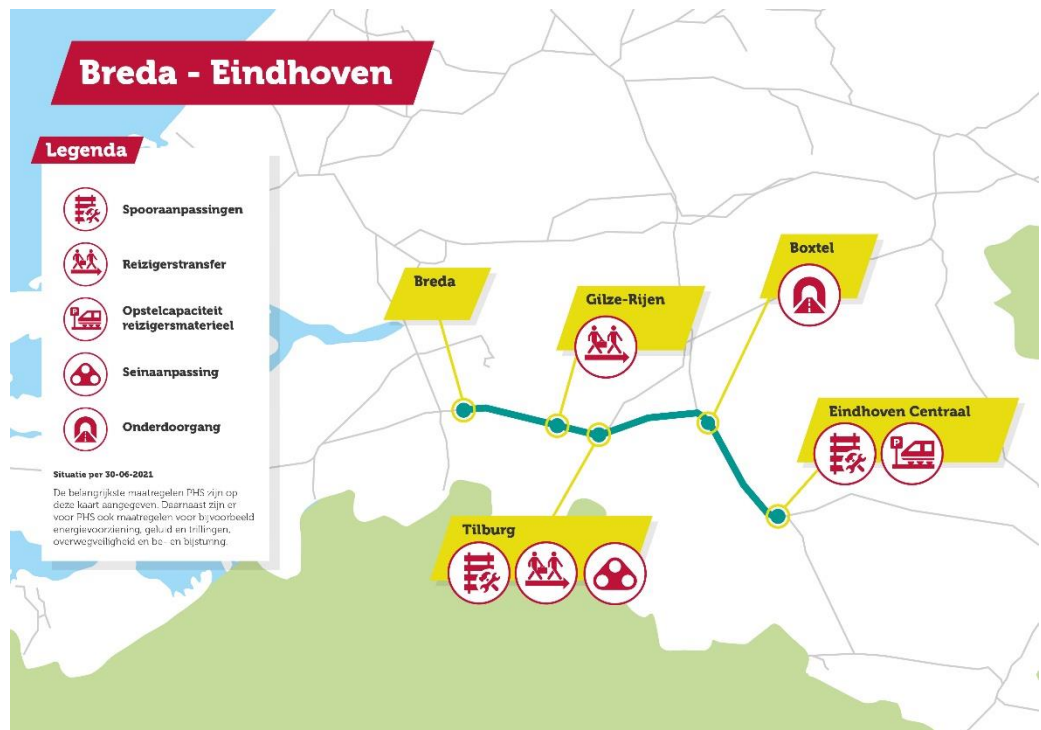 Breda - Eindhoven
Legenda
Spooraanpassingen
Reizigerstransfer
Opstelcapaciteit
reizigersmaterieel
Seinaanpassing
Onderdoorgang
Situatie per 30-06-2021
De belangrijkste maatregelen PHS zijn op
deze kaart aangegeven. Daarnaast zijn er
voor PHS ook maatregelen voor bijvoorbeeld
energievoorziening, geluid en trillingen,
overwegveiligheid en be- en bijsturing.
Breda
Gilze-Rijen
Boxtel
Eindhoven Centraal
P
Tilburg